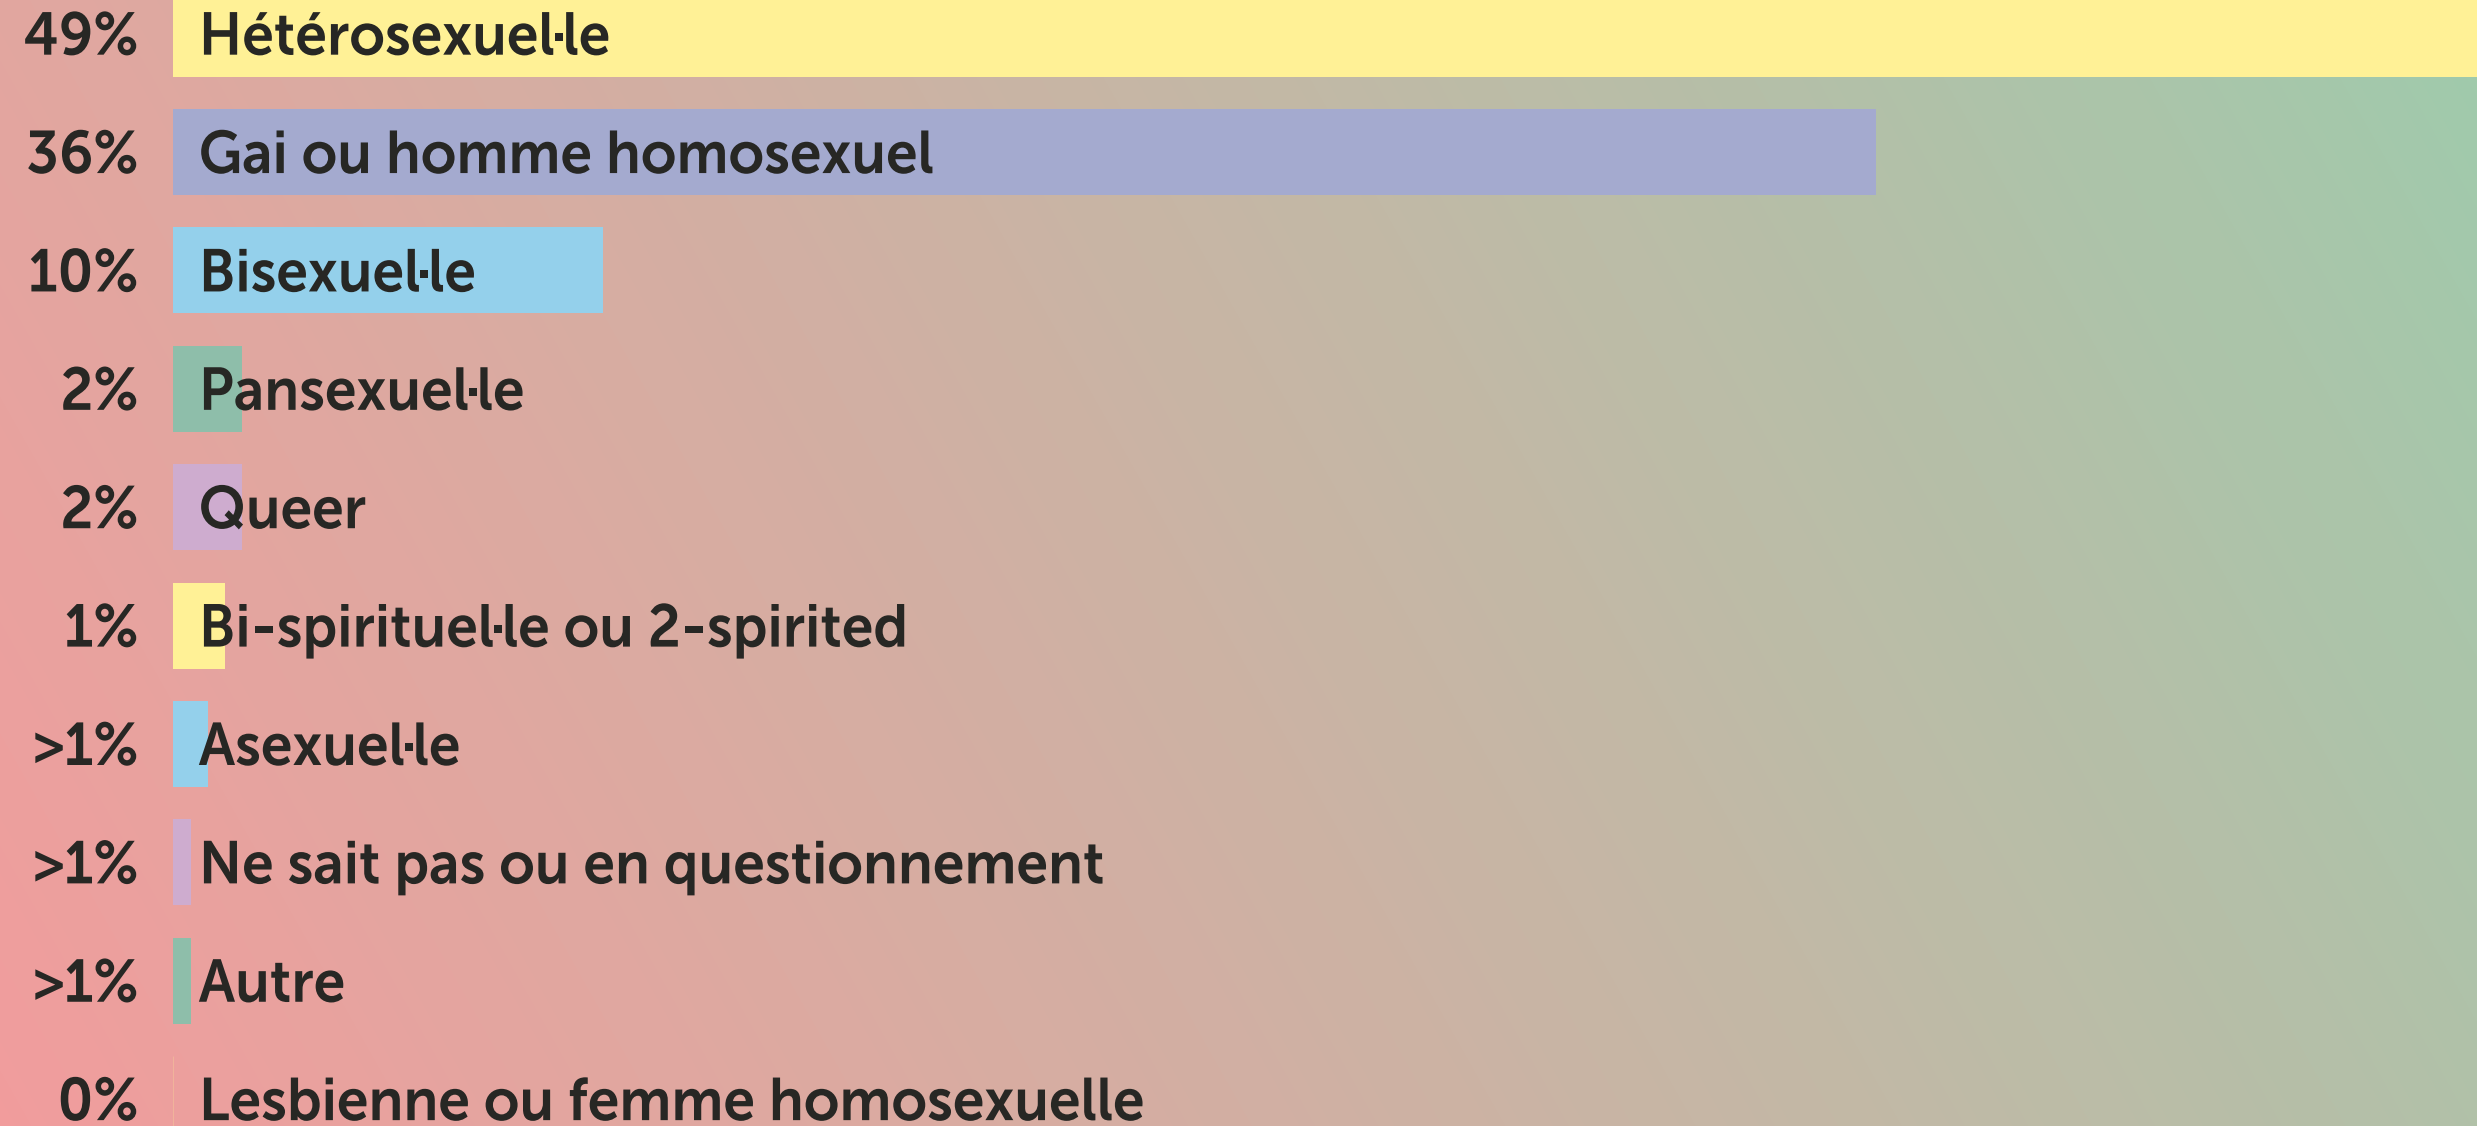 49% Hétérosexuel·le
36% Gai ou homme homosexuel
10% Bisexuel·le
2% Pansexuel·le
2% Queer
1% Bi-spirituel·le ou 2-spirited
>1% Asexuel·le
>1% Ne sait pas ou en questionnement
>1% Autre
0% Lesbienne ou femme homosexuelle